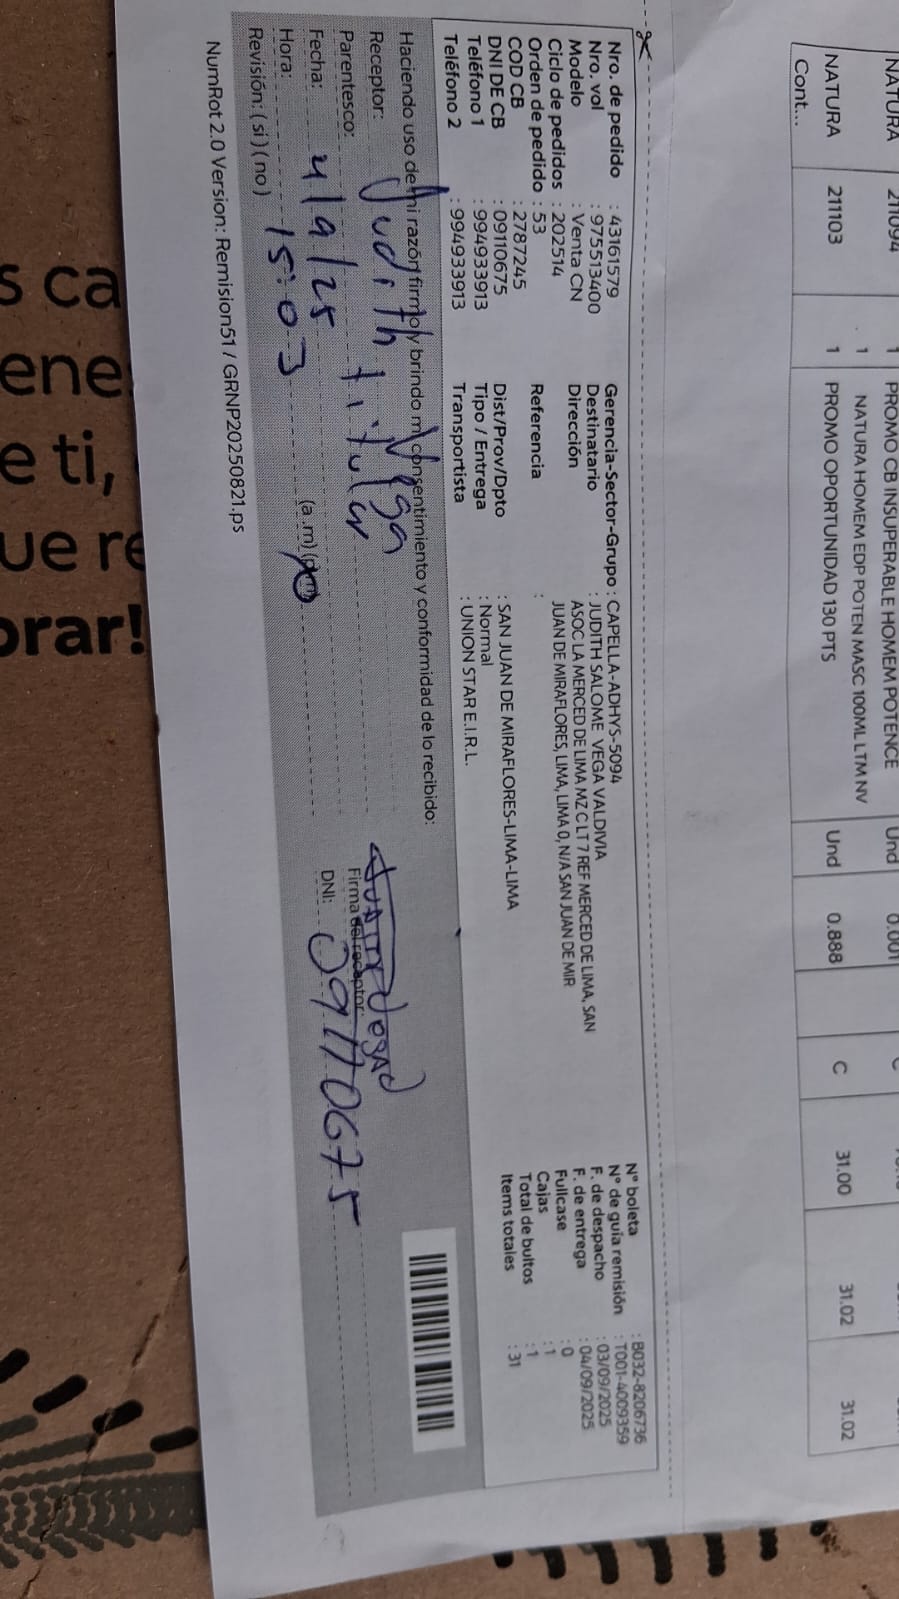 NATURA 211094 1 PROMO CB INSUPERABLE HOMEM POTENCE Und 0.001
1 NATURA HOMEM EDP POTEN MASC 100ML LTM NV
NATURA 211103 1 PROMO OPORTUNIDAD 130 PTS Und 0.888 C 31.00 31.02 31.02
Cont...
Nro. de pedido : 43161579
Nro. vol : 975513400
Modelo : Venta CN
Ciclo de pedidos : 202514
Orden de pedido : 53
COD CB : 2787245
DNI DE CB : 09110675
Teléfono 1 : 994933913
Teléfono 2 : 994933913
Gerencia-Sector-Grupo : CAPELLA-ADHYS-5094
Destinatario : JUDITH SALOME VEGA VALDIVIA
Dirección : ASOC LA MERCED DE LIMA MZ C LT 7 REF MERCED DE LIMA, SAN
JUAN DE MIRAFLORES, LIMA, LIMA 0, N/A SAN JUAN DE MIR
Referencia :
Dist/Prov/Dpto : SAN JUAN DE MIRAFLORES-LIMA-LIMA
Tipo / Entrega : Normal
Transportista : UNION STAR E.I.R.L.
N° boleta : B032-8206736
N° de guía remisión : T001-4009359
F. de despacho : 03/09/2025
F. de entrega : 04/09/2025
Fullcase : 0
Cajas : 1
Total de bultos : 1
Items totales : 31
Haciendo uso de mi razón firmo y brindo mi consentimiento y conformidad de lo recibido:
Receptor: Judith Vega
Parentesco: titular
Fecha: 4/9/25
Hora: 15:03 (a.m) (p.m)
Revisión: ( si ) ( no )
Firma del receptor:
DNI: 09110675
NumRot 2.0 Version: Remision51 / GRNP20250821.ps
s ca
ene
e ti,
ue re
orar!